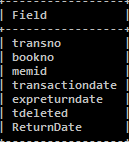 Field
transno
bookno
memid
transactiondate
expreturndate
tdeleted
ReturnDate